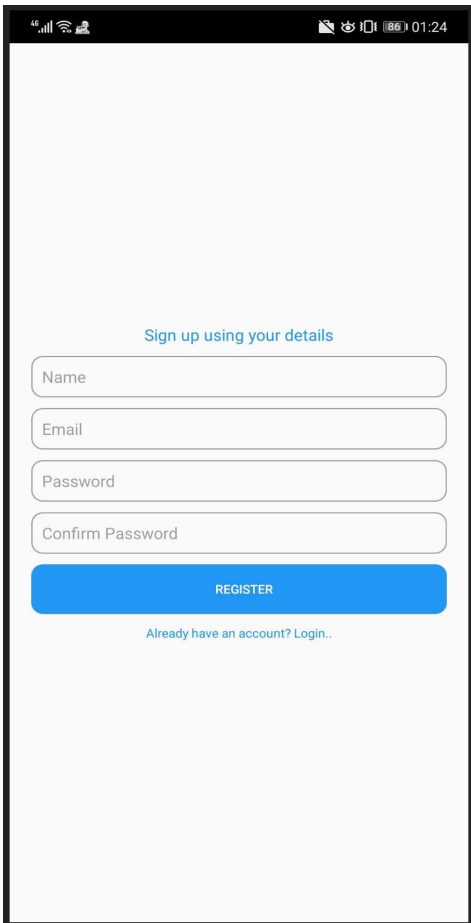 46 86 01:24
Sign up using your details
Name
Email
Password
Confirm Password
REGISTER
Already have an account? Login..